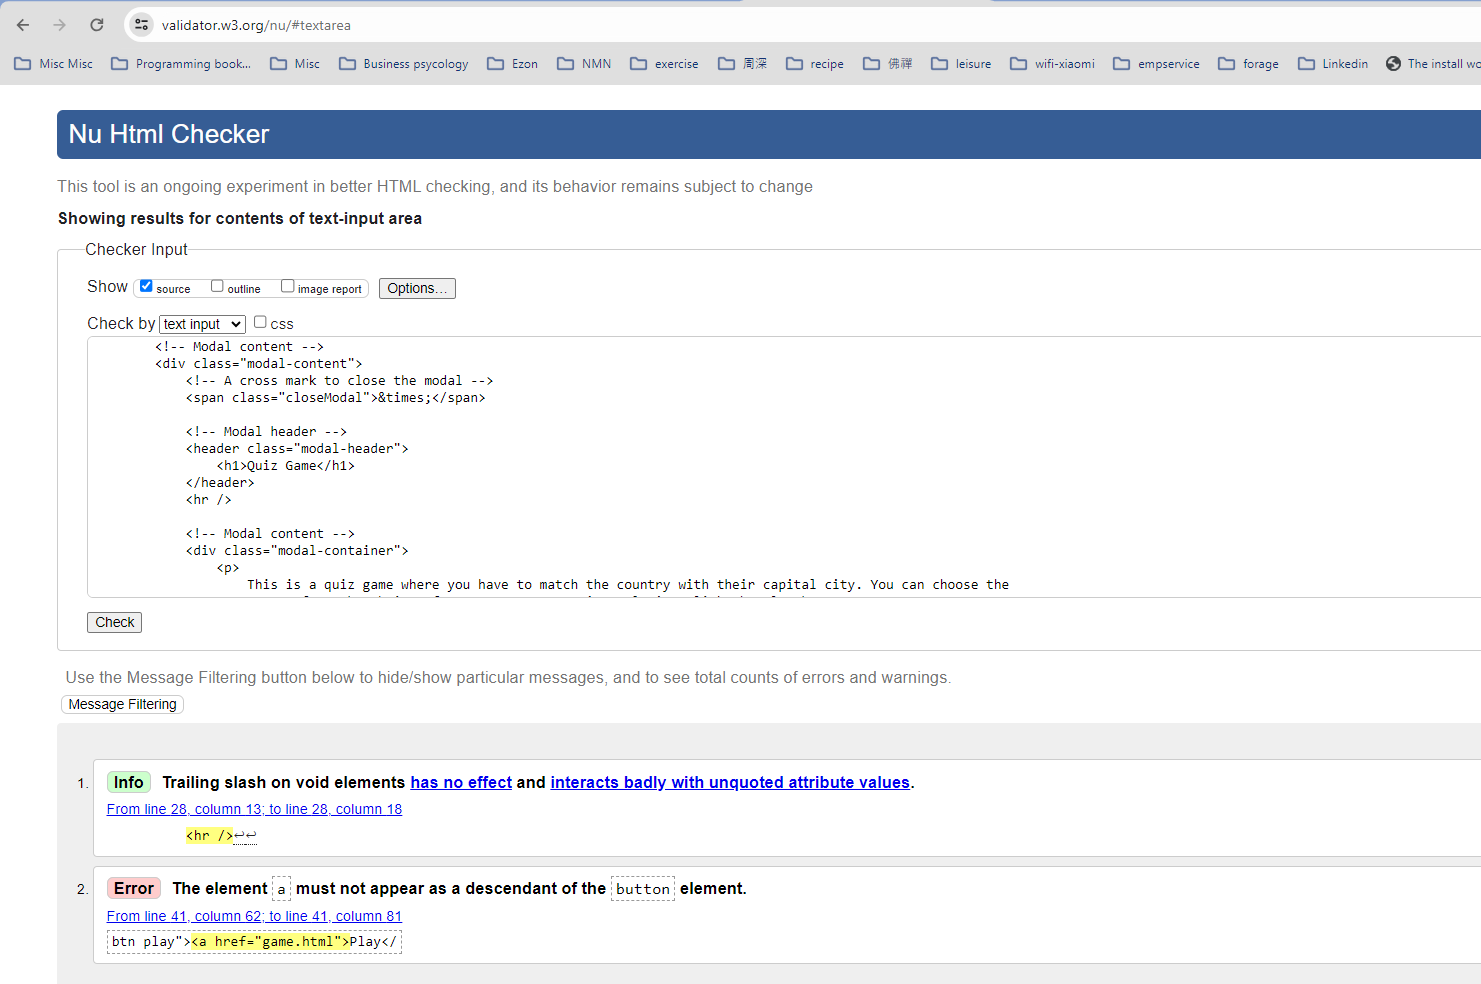 validator.w3.org/nu/#textarea
Misc Misc Programming book... Misc Business psycology Ezon NMN exercise 周深 recipe 佛禪 leisure wifi-xiaomi empservice forage Linkedin The install wo
Nu Html Checker
This tool is an ongoing experiment in better HTML checking, and its behavior remains subject to change
Showing results for contents of text-input area
Checker Input
Show source outline image report Options...
Check by text input css
<!-- Modal content -->
<div class="modal-content">
<!-- A cross mark to close the modal -->
<span class="closeModal">&times;</span>
<!-- Modal header -->
<header class="modal-header">
<h1>Quiz Game</h1>
</header>
<hr />
<!-- Modal content -->
<div class="modal-container">
<p>
This is a quiz game where you have to match the country with their capital city. You can choose the
Check
Use the Message Filtering button below to hide/show particular messages, and to see total counts of errors and warnings.
Message Filtering
1. Info Trailing slash on void elements has no effect and interacts badly with unquoted attribute values.
From line 28, column 13; to line 28, column 18
<hr />↩↩
2. Error The element a must not appear as a descendant of the button element.
From line 41, column 62; to line 41, column 81
btn play"><a href="game.html">Play</